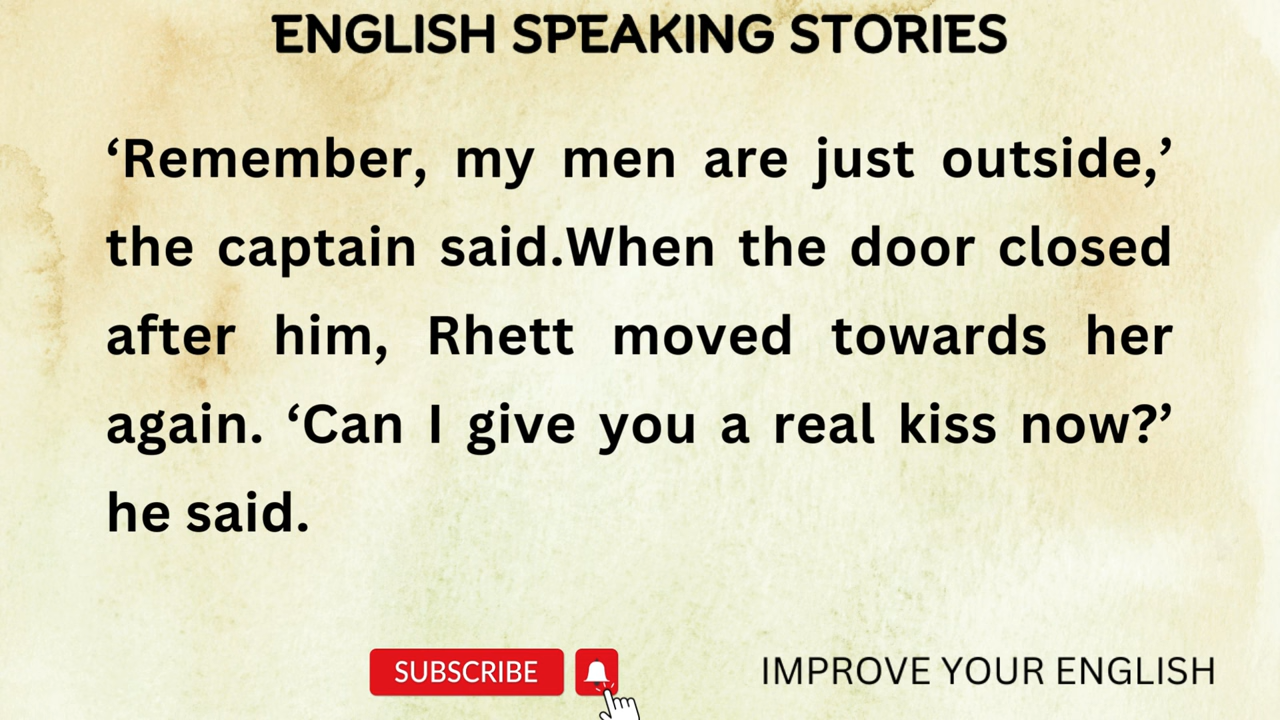 ENGLISH SPEAKING STORIES
‘Remember, my men are just outside,’
the captain said.When the door closed
after him, Rhett moved towards her
again. ‘Can I give you a real kiss now?’
he said.
SUBSCRIBE
IMPROVE YOUR ENGLISH